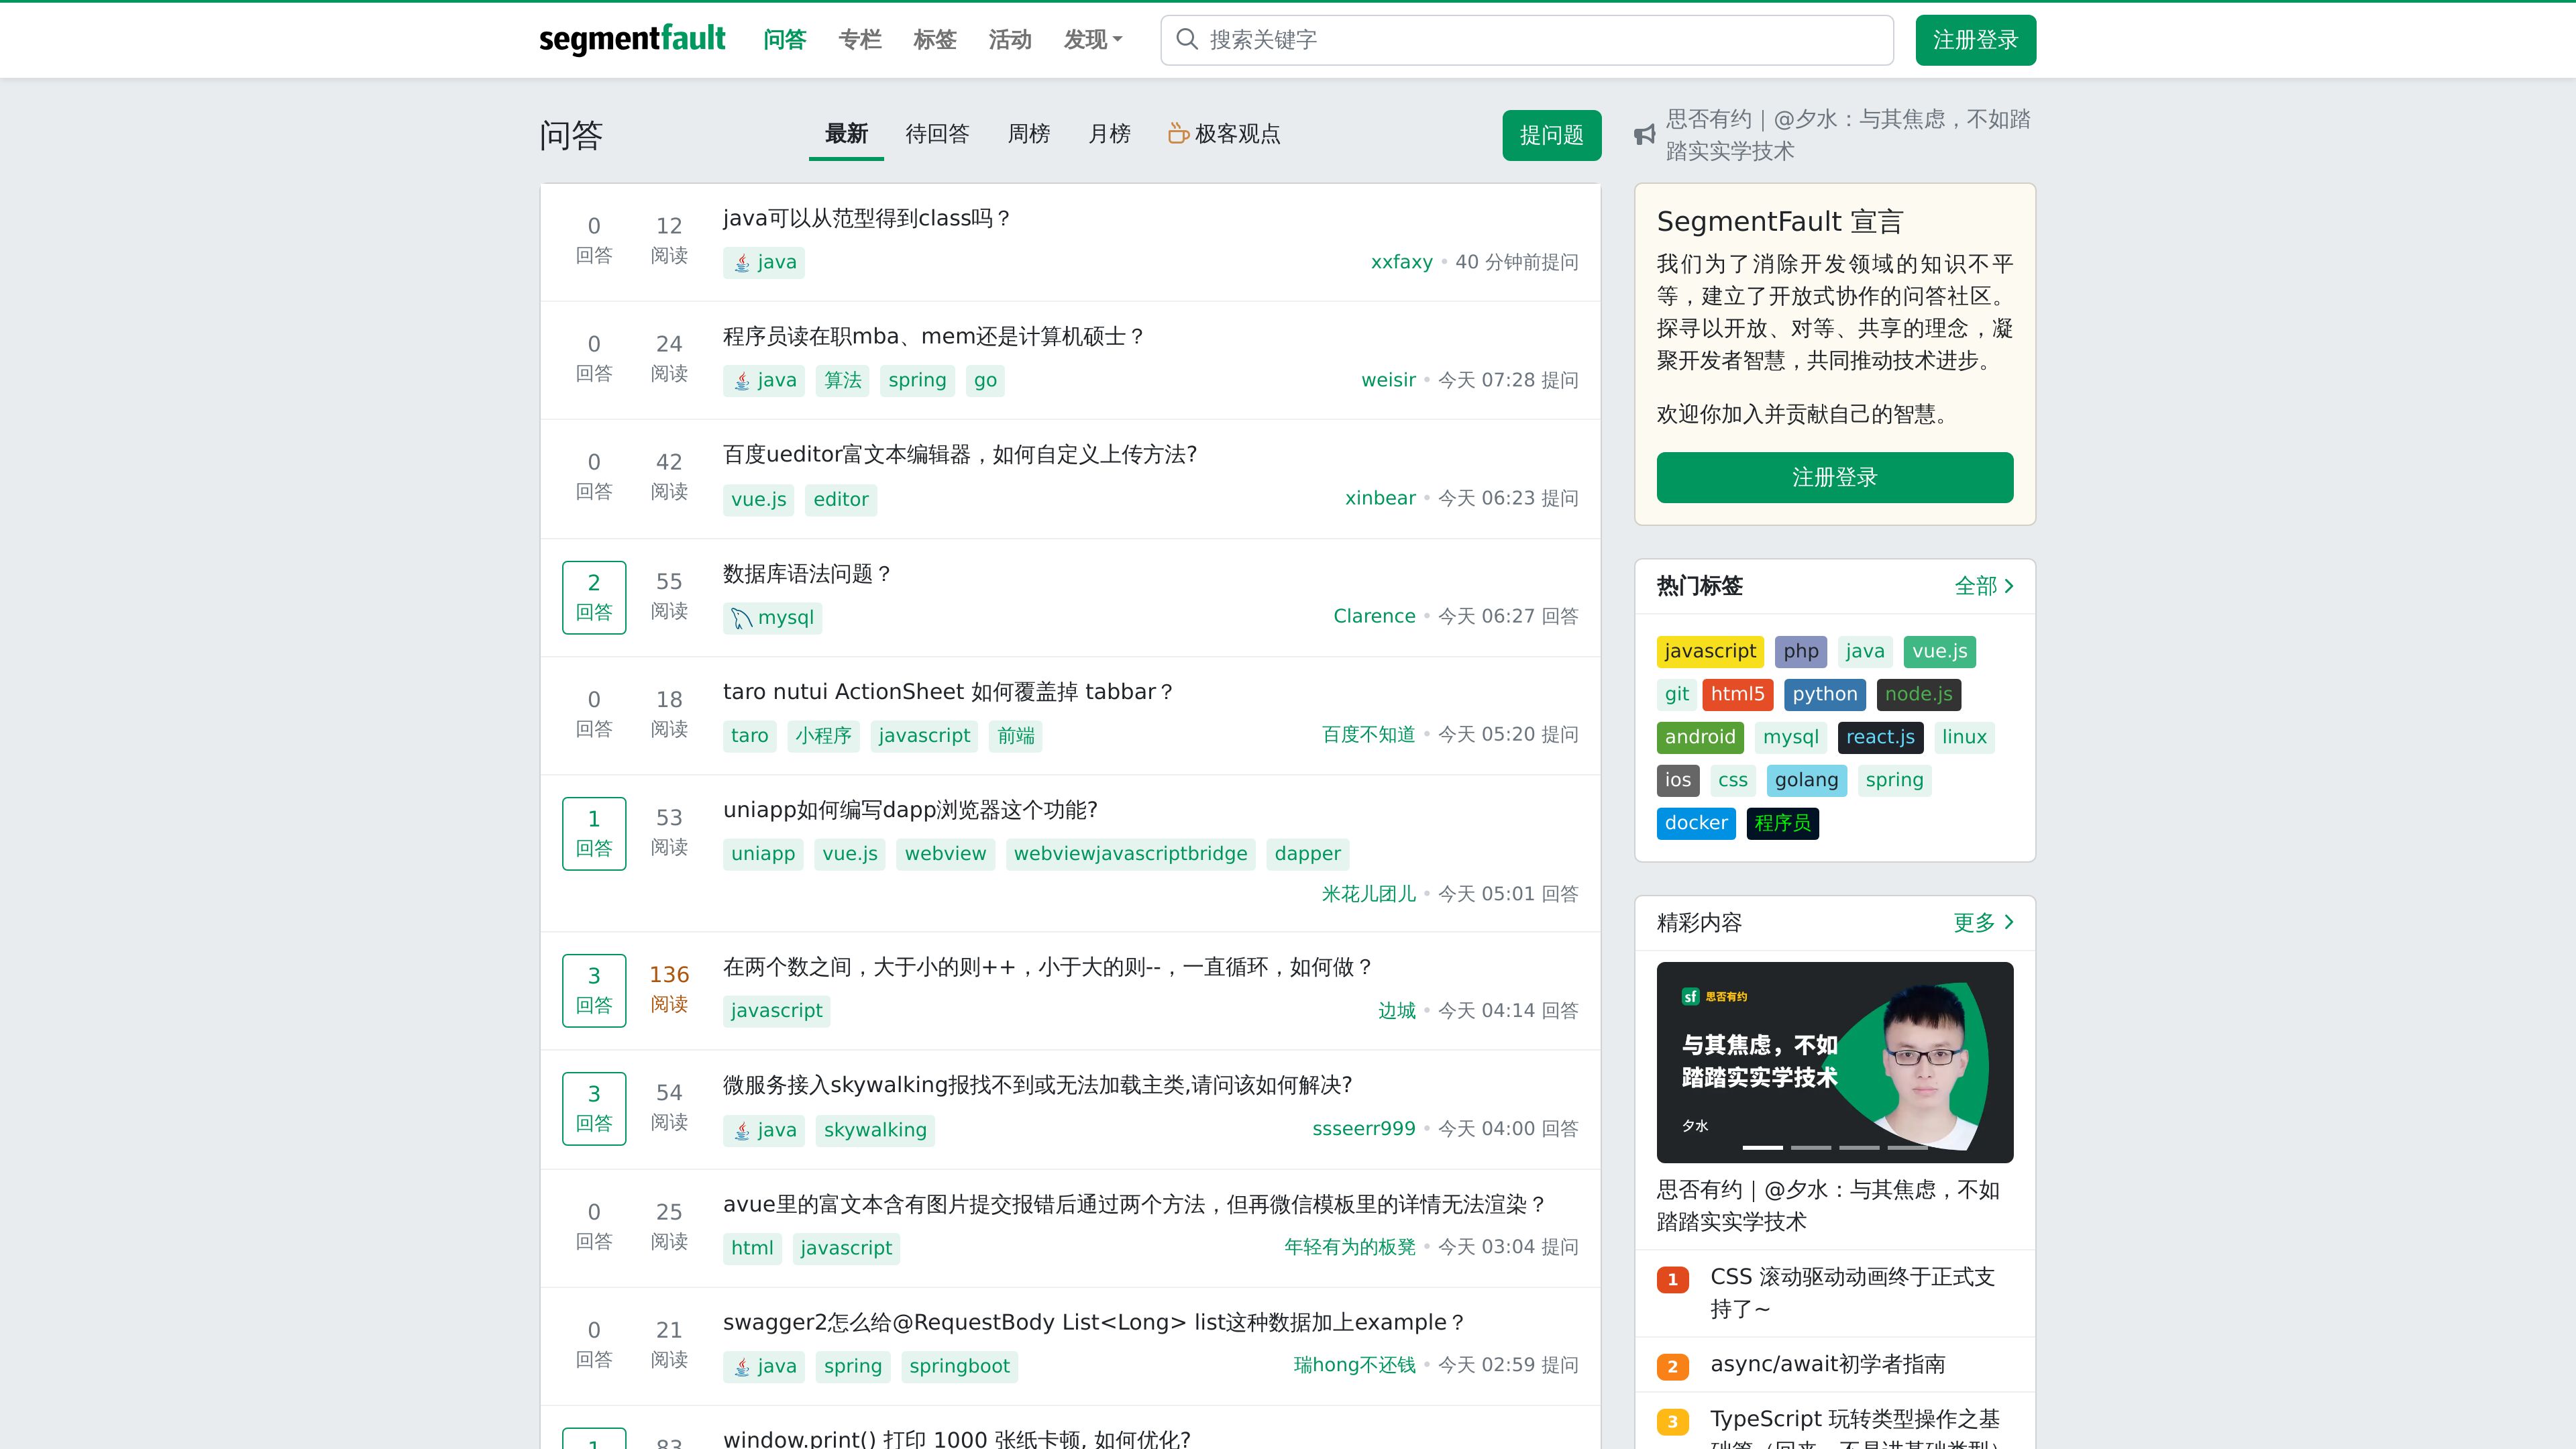 segmentfault 问答 专栏 标签 活动 发现 搜索关键字 注册登录
问答 最新 待回答 周榜 月榜 极客观点 提问题
0 12 java可以从范型得到class吗？
回答 阅读 java xxfaxy • 40 分钟前提问
0 24 程序员读在职mba、mem还是计算机硕士？
回答 阅读 java 算法 spring go weisir • 今天 07:28 提问
0 42 百度ueditor富文本编辑器，如何自定义上传方法?
回答 阅读 vue.js editor xinbear • 今天 06:23 提问
2 55 数据库语法问题？
回答 阅读 mysql Clarence • 今天 06:27 回答
0 18 taro nutui ActionSheet 如何覆盖掉 tabbar？
回答 阅读 taro 小程序 javascript 前端 百度不知道 • 今天 05:20 提问
1 53 uniapp如何编写dapp浏览器这个功能?
回答 阅读 uniapp vue.js webview webviewjavascriptbridge dapper
米花儿团儿 • 今天 05:01 回答
3 136 在两个数之间，大于小的则++，小于大的则--，一直循环，如何做？
回答 阅读 javascript 边城 • 今天 04:14 回答
3 54 微服务接入skywalking报找不到或无法加载主类,请问该如何解决?
回答 阅读 java skywalking ssseerr999 • 今天 04:00 回答
0 25 avue里的富文本含有图片提交报错后通过两个方法，但再微信模板里的详情无法渲染？
回答 阅读 html javascript 年轻有为的板凳 • 今天 03:04 提问
0 21 swagger2怎么给@RequestBody List<Long> list这种数据加上example？
回答 阅读 java spring springboot 瑞hong不还钱 • 今天 02:59 提问
1 83 window.print() 打印 1000 张纸卡顿, 如何优化?
思否有约｜@夕水：与其焦虑，不如踏
踏实实学技术
SegmentFault 宣言
我们为了消除开发领域的知识不平
等，建立了开放式协作的问答社区。
探寻以开放、对等、共享的理念，凝
聚开发者智慧，共同推动技术进步。
欢迎你加入并贡献自己的智慧。
注册登录
热门标签 全部
javascript php java vue.js
git html5 python node.js
android mysql react.js linux
ios css golang spring
docker 程序员
精彩内容 更多
sf 思否有约
与其焦虑，不如
踏踏实实学技术
夕水
思否有约｜@夕水：与其焦虑，不如
踏踏实实学技术
1 CSS 滚动驱动动画终于正式支
持了~
2 async/await初学者指南
3 TypeScript 玩转类型操作之基